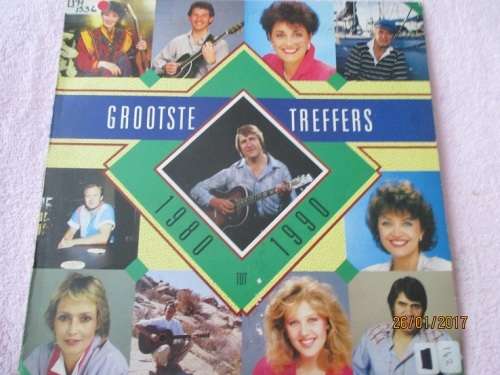 GROOTSTE TREFFERS
1980 TOT 1990
26/01/2017